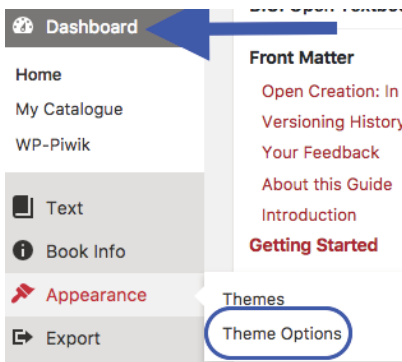 Dashboard
Home
My Catalogue
WP-Piwik
Text
Book Info
Appearance
Export
Themes
Theme Options
Front Matter
Open Creation: In
Versioning History
Your Feedback
About this Guide
Introduction
Getting Started